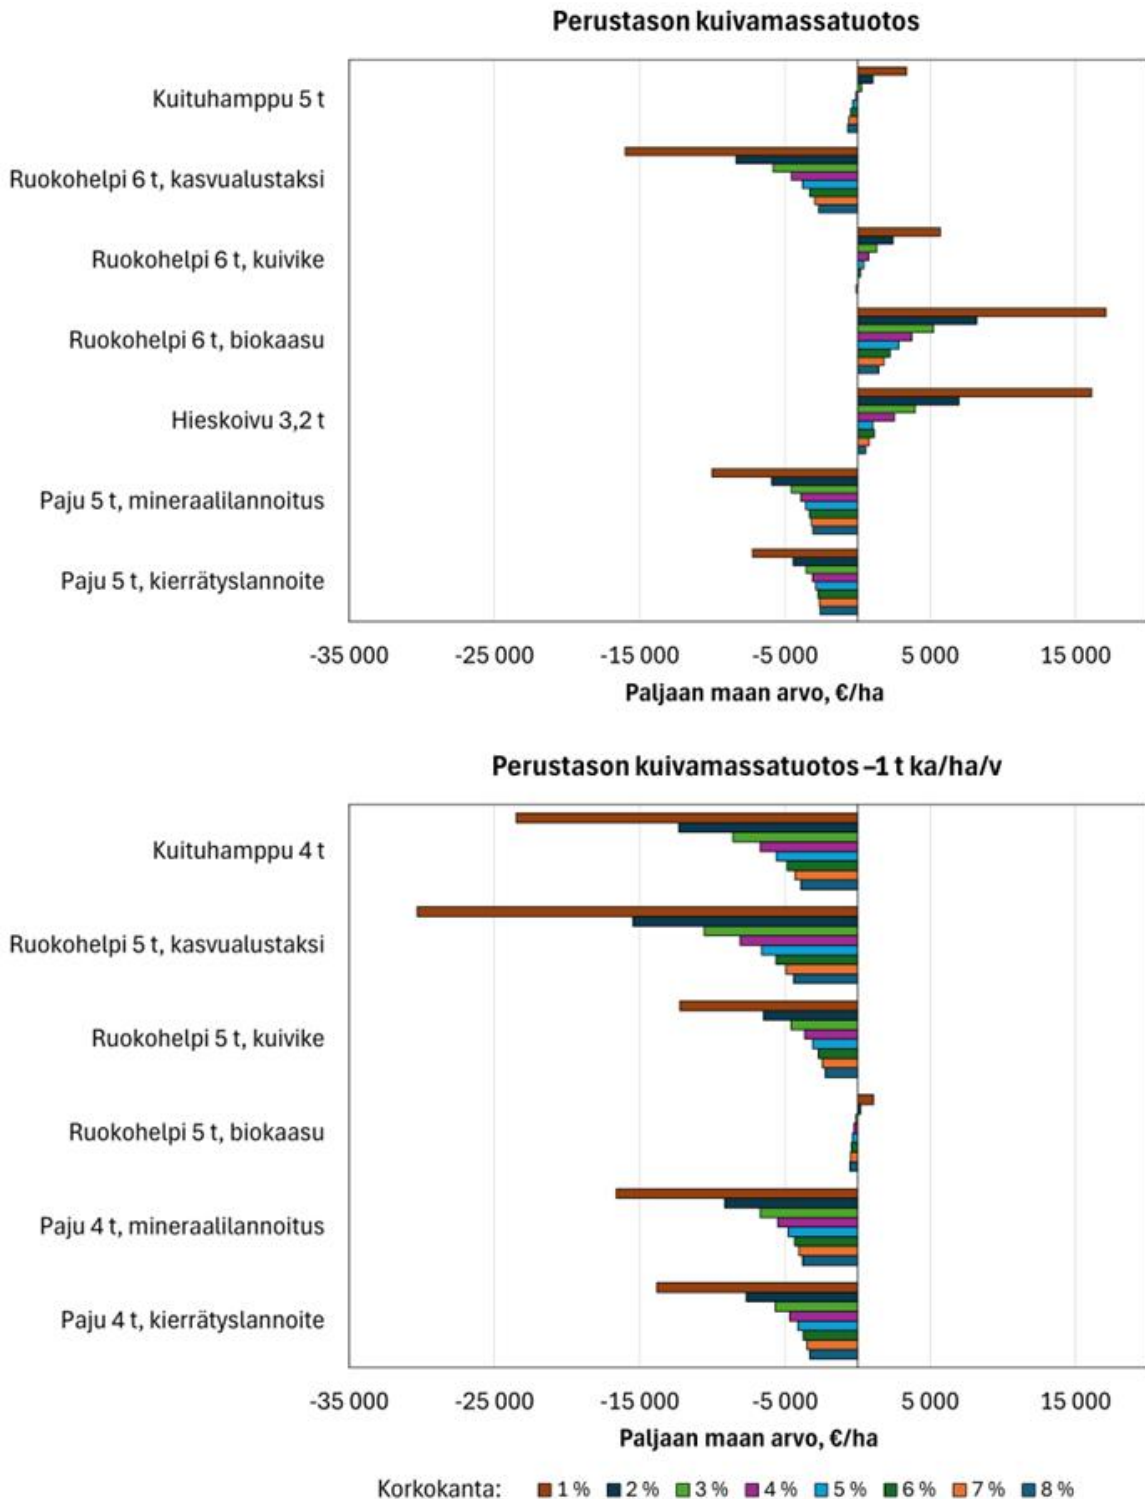 Perustason kuivamassatuotos
Kuituhamppu 5 t
Ruokohelpi 6 t, kasvualustaksi
Ruokohelpi 6 t, kuivike
Ruokohelpi 6 t, biokaasu
Hieskoivu 3,2 t
Paju 5 t, mineraalilannoitus
Paju 5 t, kierrätyslannoite
-35 000 -25 000 -15 000 -5 000 5 000 15 000
Paljaan maan arvo, €/ha
Perustason kuivamassatuotos –1 t ka/ha/v
Kuituhamppu 4 t
Ruokohelpi 5 t, kasvualustaksi
Ruokohelpi 5 t, kuivike
Ruokohelpi 5 t, biokaasu
Paju 4 t, mineraalilannoitus
Paju 4 t, kierrätyslannoite
-35 000 -25 000 -15 000 -5 000 5 000 15 000
Paljaan maan arvo, €/ha
Korkokanta: 1 % 2 % 3 % 4 % 5 % 6 % 7 % 8 %